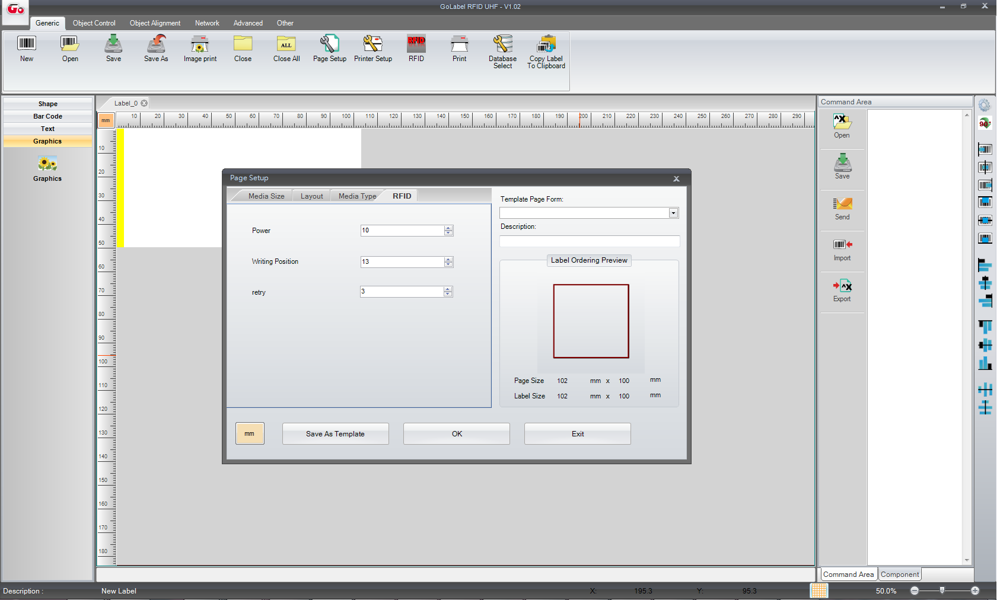 GoLabel RFID UHF - V1.02
Go
Generic Object Control Object Alignment Network Advanced Other
New Open Save Save As Image print Close Close All Page Setup Printer Setup RFID Print Database Select Copy Label To Clipboard
ALL
RFID
Shape
Bar Code
Text
Graphics
Graphics
Label_0
mm
10 20 30 40 50 60 70 80 90 100 110 120 130 140 150 160 170 180 190 200 210 220 230 240 250 260 270 280 290
10
20
30
40
50
60
70
80
90
100
110
120
130
140
150
160
170
180
Page Setup
Media Size Layout Media Type RFID
Power 10
Writing Position 13
retry 3
Template Page Form:
Description:
Label Ordering Preview
Page Size 102 mm x 100 mm
Label Size 102 mm x 100 mm
mm Save As Template OK Exit
Command Area
Open
Save
Send
Import
Export
90°
Command Area Component
Description : New Label X: 195.3 Y: 95.3 50.0%